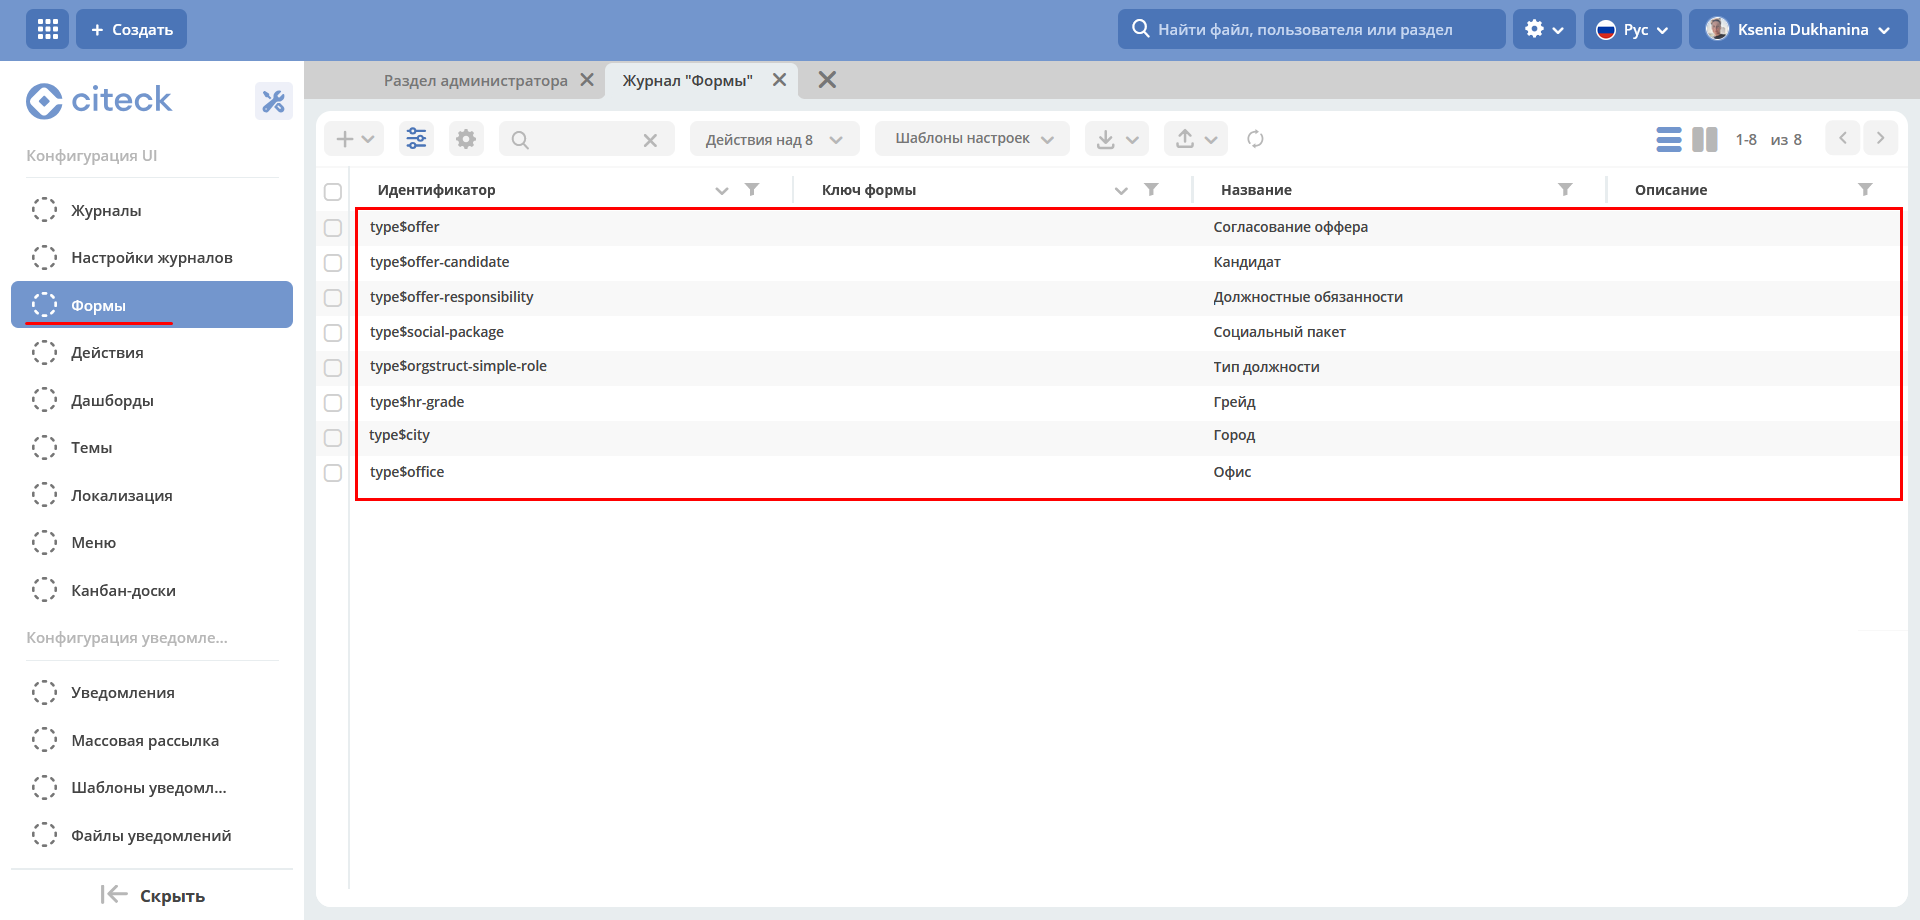 + Создать
Найти файл, пользователя или раздел
Рус
Ksenia Dukhanina
citeck
Раздел администратора
Журнал "Формы"
Конфигурация UI
Журналы
Настройки журналов
Формы
Действия
Дашборды
Темы
Локализация
Меню
Канбан-доски
Конфигурация уведомле...
Уведомления
Массовая рассылка
Шаблоны уведомл...
Файлы уведомлений
Скрыть
Действия над 8
Шаблоны настроек
1-8 из 8
Идентификатор Ключ формы Название Описание
type$offer Согласование оффера
type$offer-candidate Кандидат
type$offer-responsibility Должностные обязанности
type$social-package Социальный пакет
type$orgstruct-simple-role Тип должности
type$hr-grade Грейд
type$city Город
type$office Офис